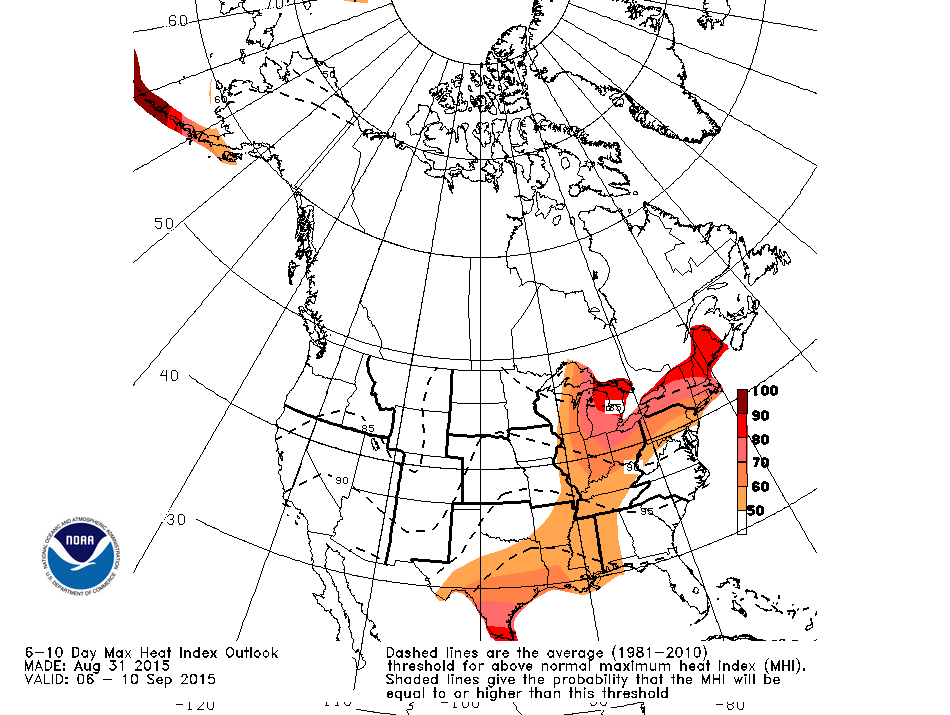 60
70
50
60
50
40
30
85
90
85
90
95
100
90
80
70
60
50
NATIONAL OCEANIC AND ATMOSPHERIC ADMINISTRATION
NOAA
U.S. DEPARTMENT OF COMMERCE
6-10 Day Max Heat Index Outlook
MADE: Aug 31 2015
VALID: 06 - 10 Sep 2015
Dashed lines are the average (1981-2010)
threshold for above normal maximum heat index (MHI).
Shaded lines give the probability that the MHI will be
equal to or higher than this threshold
-120
-100
-80